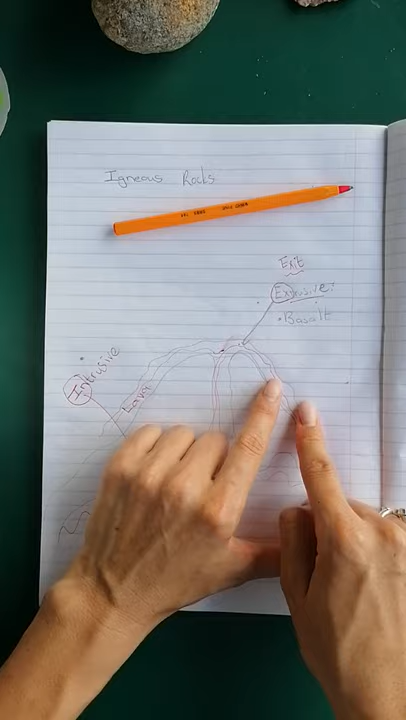 Igneous Rocks
Exit
Extrusive:
• Basalt
Intrusive
Lava